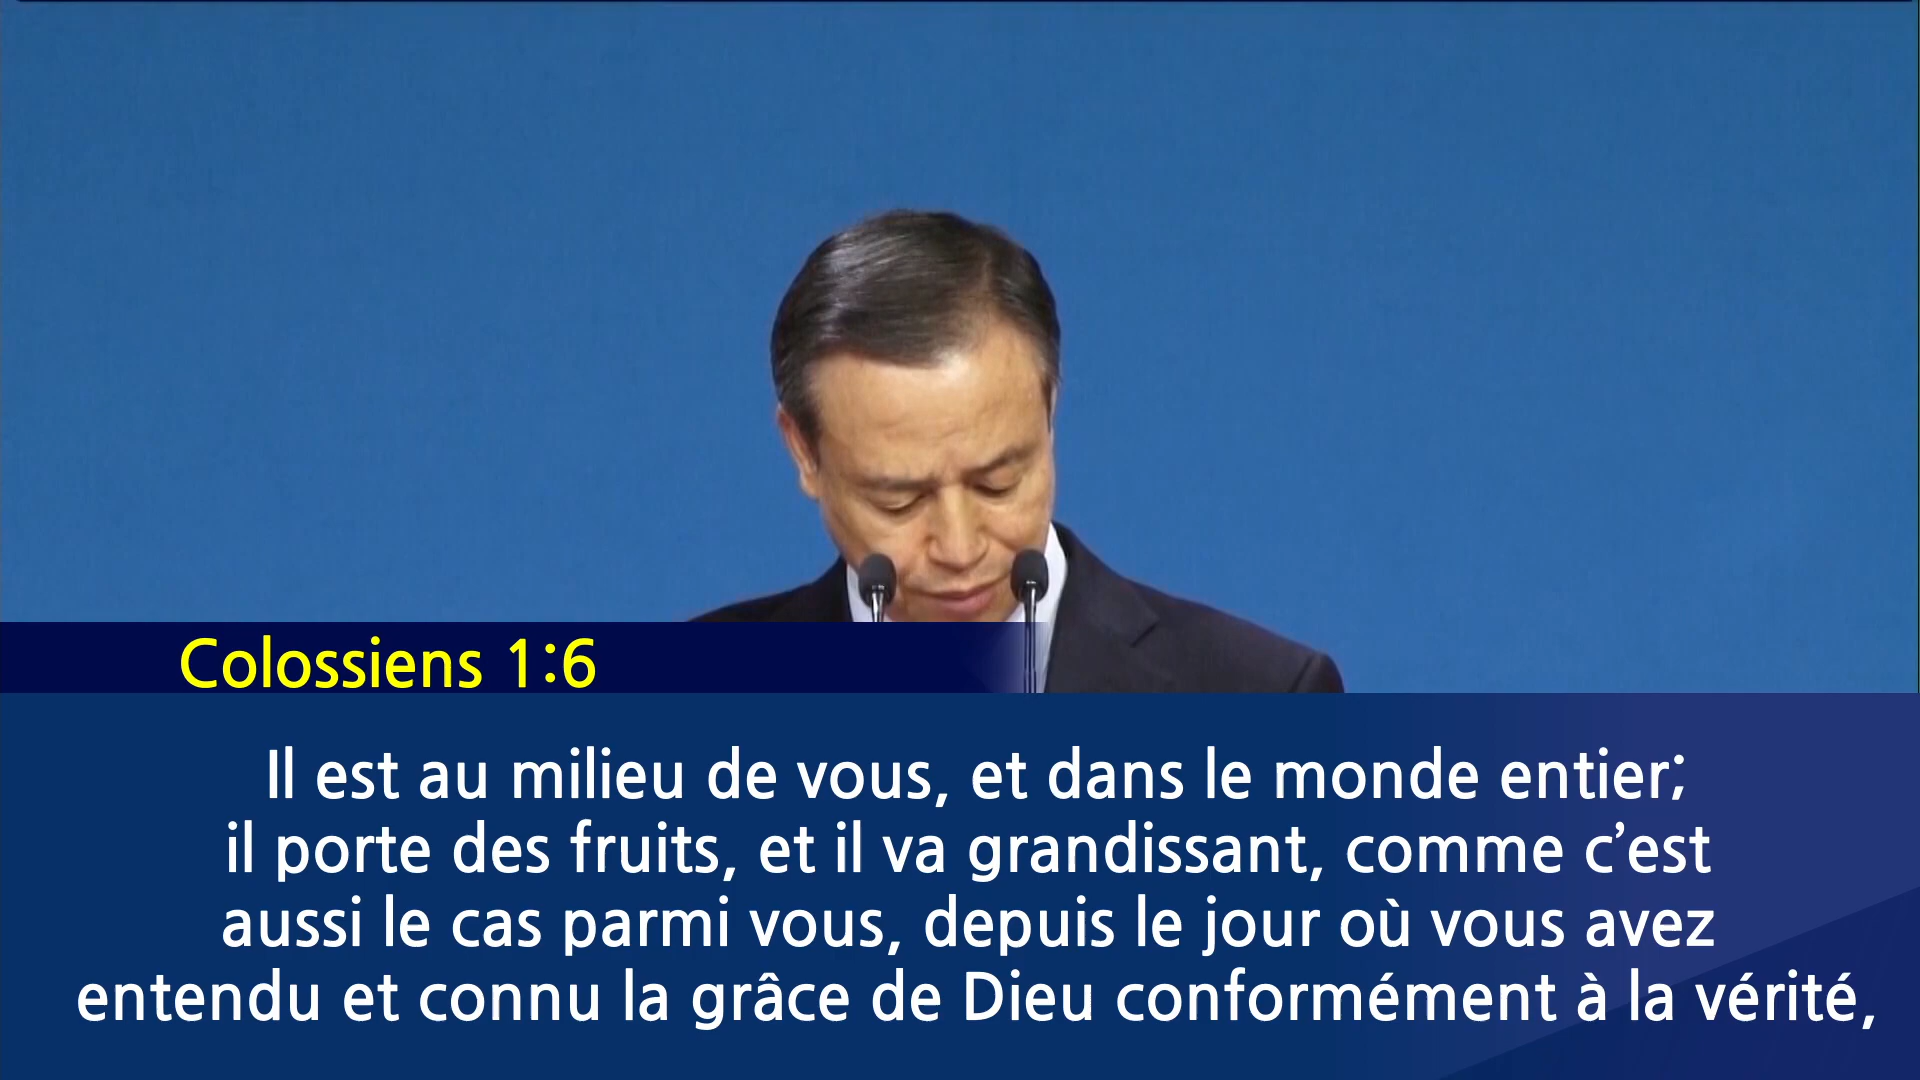 Colossiens 1:6
Il est au milieu de vous, et dans le monde entier;
il porte des fruits, et il va grandissant, comme c’est
aussi le cas parmi vous, depuis le jour où vous avez
entendu et connu la grâce de Dieu conformément à la vérité,